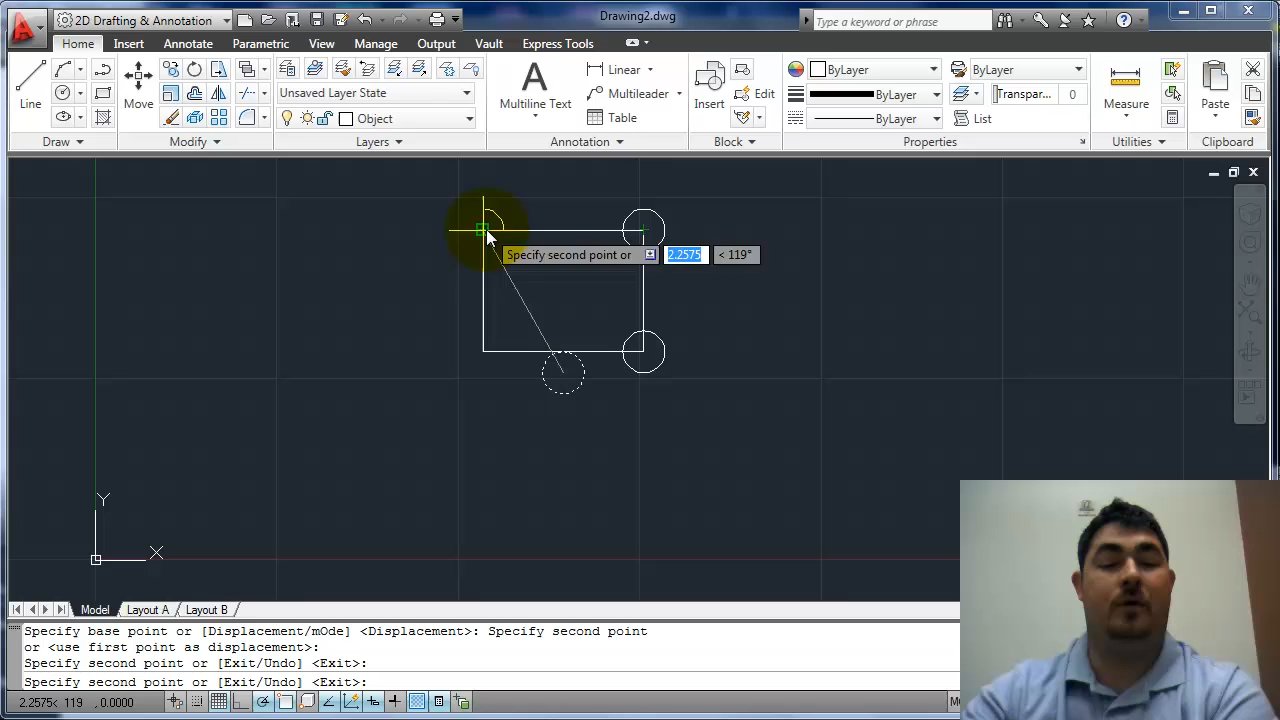 2D Drafting & Annotation
Drawing2.dwg
Type a keyword or phrase
Home
Insert
Annotate
Parametric
View
Manage
Output
Vault
Express Tools
Line
Move
Unsaved Layer State
Object
A
Multiline Text
Linear
Multileader
Table
Insert
Edit
ByLayer
ByLayer
ByLayer
ByLayer
Transpar...
0
List
Measure
Paste
Draw
Modify
Layers
Annotation
Block
Properties
Utilities
Clipboard
Specify second point or
2.2575
< 119°
Y
X
Model
Layout A
Layout B
Specify base point or [Displacement/mOde] <Displacement>: Specify second point
or <use first point as displacement>:
Specify second point or [Exit/Undo] <Exit>:
Specify second point or [Exit/Undo] <Exit>:
2.2575< 119 , 0.0000